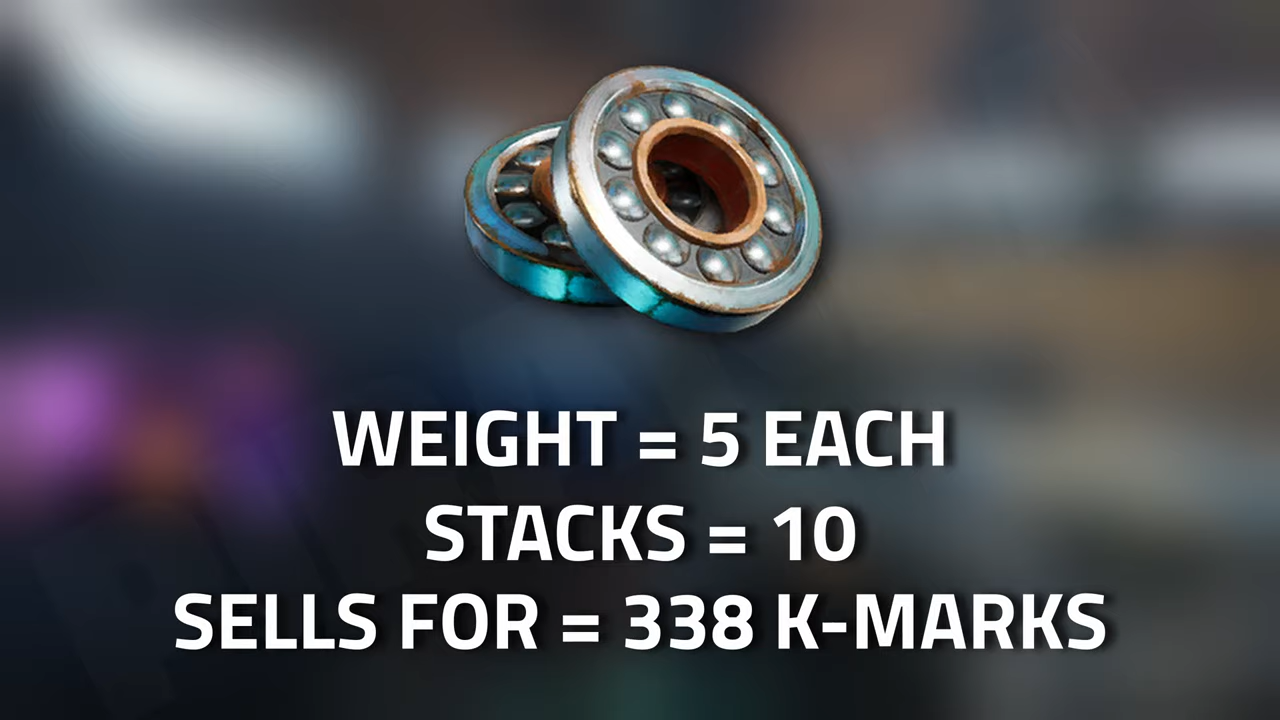 WEIGHT = 5 EACH
STACKS = 10
SELLS FOR = 338 K-MARKS